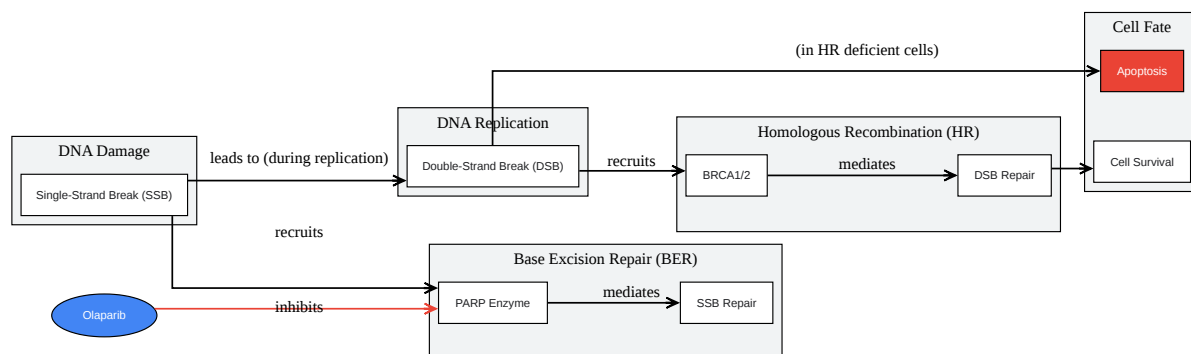 Cell Fate
(in HR deficient cells)
Apoptosis
DNA Replication
Homologous Recombination (HR)
DNA Damage
leads to (during replication)
Double-Strand Break (DSB)
recruits
mediates
Cell Survival
BRCA1/2
DSB Repair
Single-Strand Break (SSB)
recruits
Base Excision Repair (BER)
mediates
PARP Enzyme
SSB Repair
inhibits
Olaparib